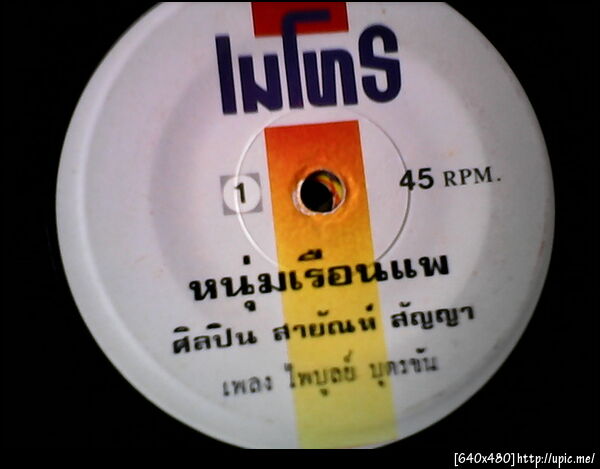 เมโทร
1
45 RPM.
หนุ่มเรือนแพ
ศิลปิน สายัณห์ สัญญา
เพลง ไพบูลย์ บุตรขัน
[640x480]http://upic.me/